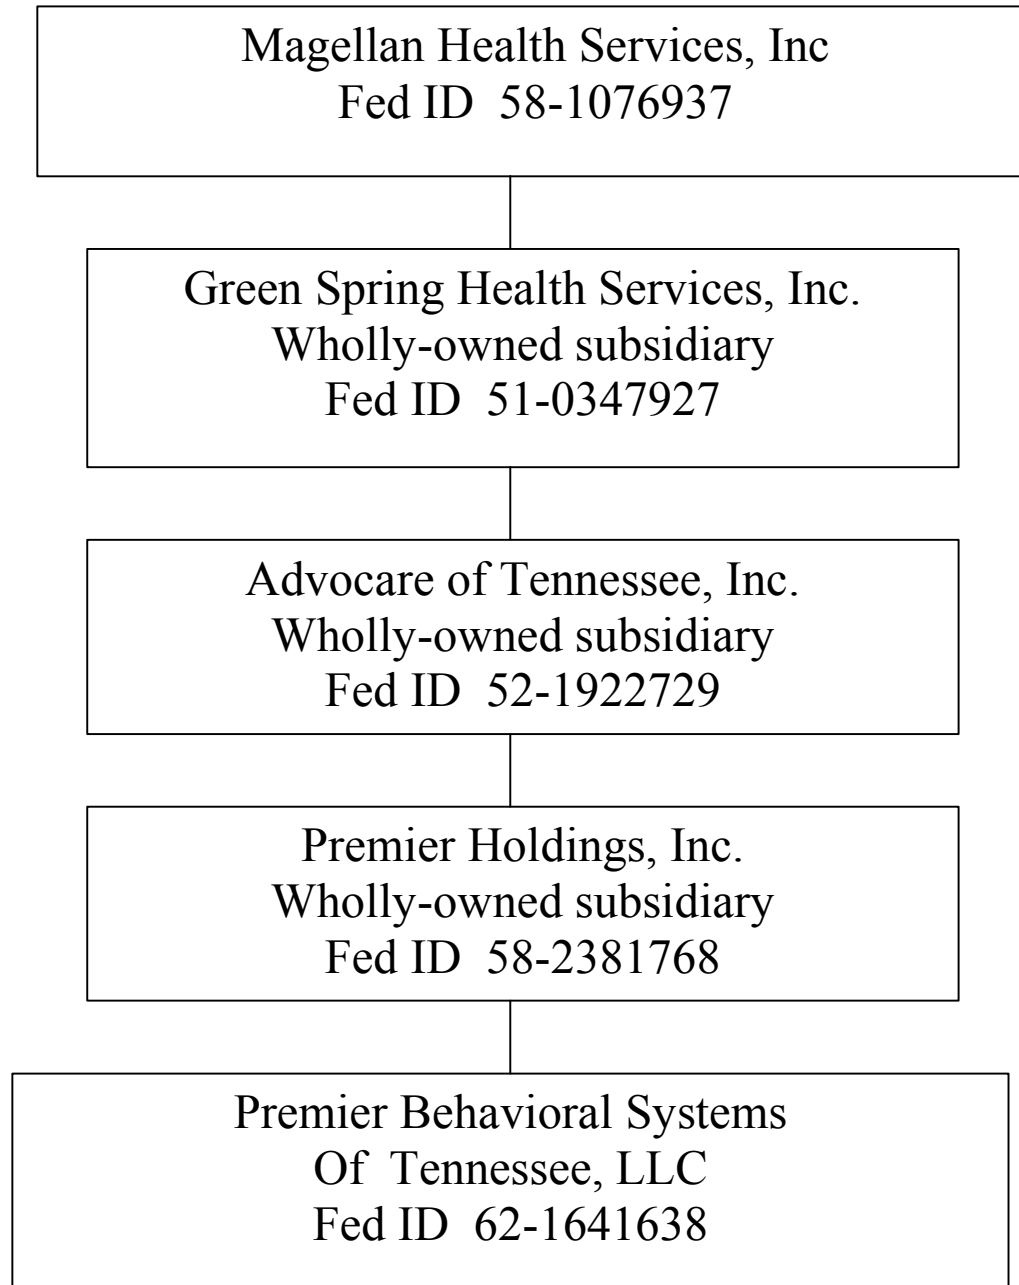 Magellan Health Services, Inc
Fed ID  58-1076937
Green Spring Health Services, Inc.
Wholly-owned subsidiary
Fed ID  51-0347927
Advocare of Tennessee, Inc.
Wholly-owned subsidiary
Fed ID  52-1922729
Premier Holdings, Inc.
Wholly-owned subsidiary
Fed ID  58-2381768
Premier Behavioral Systems
Of  Tennessee, LLC
Fed ID  62-1641638